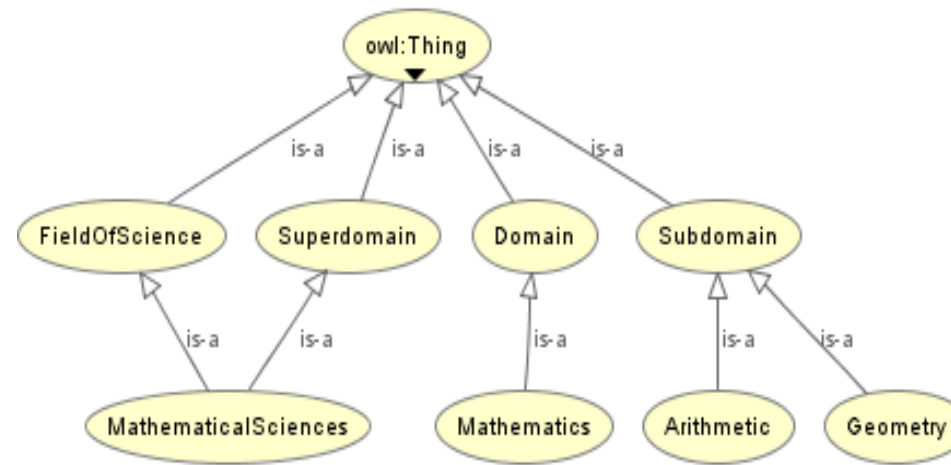 owl:Thing
is-a is-a is-a is-a
FieldOfScience Superdomain Domain Subdomain
is-a is-a is-a is-a is-a
MathematicalSciences Mathematics Arithmetic Geometry